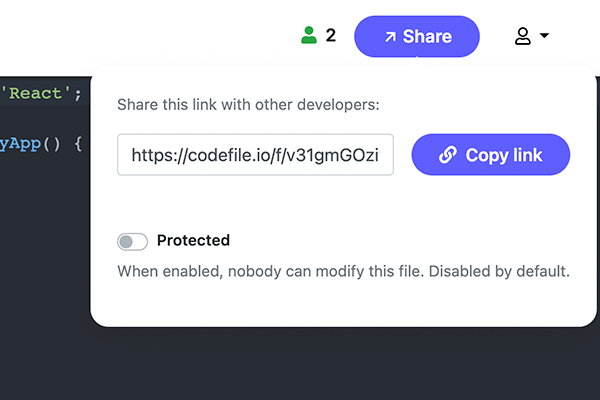 2
Share
'React';
Share this link with other developers:
yApp() {
https://codefile.io/f/v31gmGOzi
Copy link
Protected
When enabled, nobody can modify this file. Disabled by default.